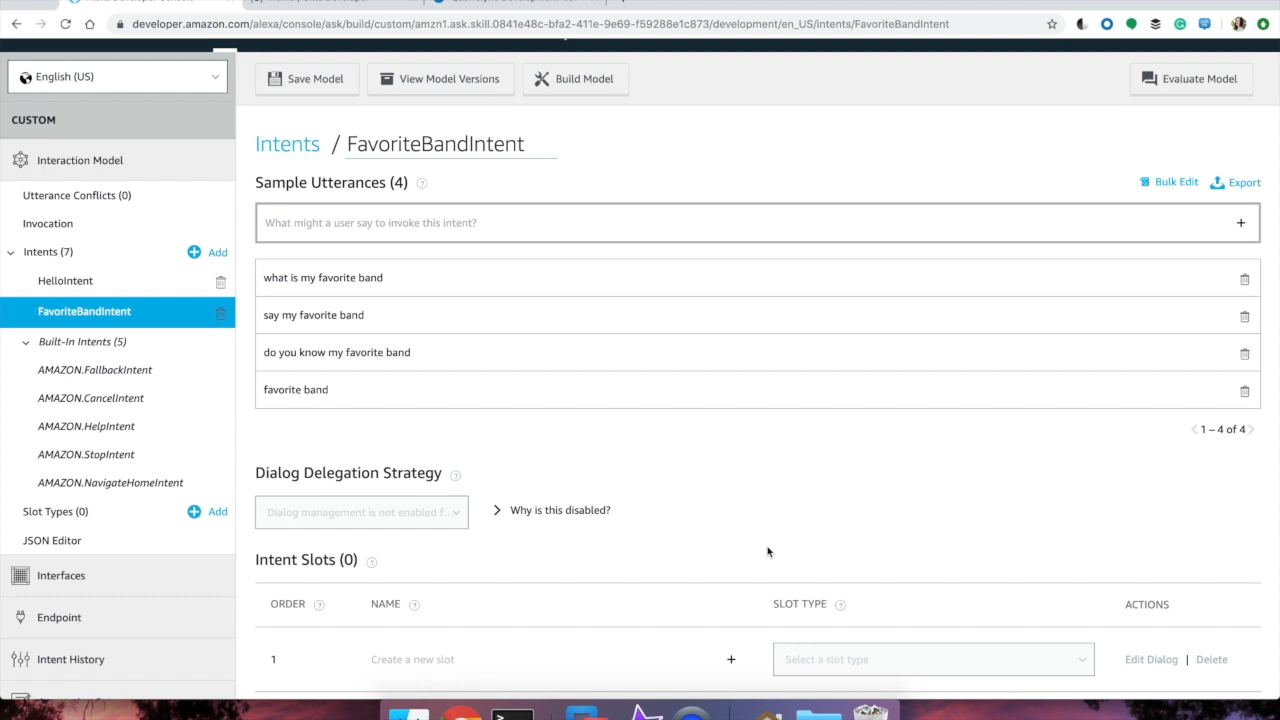 developer.amazon.com/alexa/console/ask/build/custom/amzn1.ask.skill.0841e48c-bfa2-411e-9e69-f59288e1c873/development/en_US/intents/FavoriteBandIntent
English (US)
Save Model
View Model Versions
Build Model
Evaluate Model
CUSTOM
Interaction Model
Utterance Conflicts (0)
Invocation
Intents (7)
Add
HelloIntent
FavoriteBandIntent
Built-In Intents (5)
AMAZON.FallbackIntent
AMAZON.CancelIntent
AMAZON.HelpIntent
AMAZON.StopIntent
AMAZON.NavigateHomeIntent
Slot Types (0)
Add
JSON Editor
Interfaces
Endpoint
Intent History
Intents / FavoriteBandIntent
Sample Utterances (4)
Bulk Edit
Export
What might a user say to invoke this intent?
what is my favorite band
say my favorite band
do you know my favorite band
favorite band
1 – 4 of 4
Dialog Delegation Strategy
Dialog management is not enabled f...
Why is this disabled?
Intent Slots (0)
ORDER
NAME
SLOT TYPE
ACTIONS
1
Create a new slot
Select a slot type
Edit Dialog | Delete